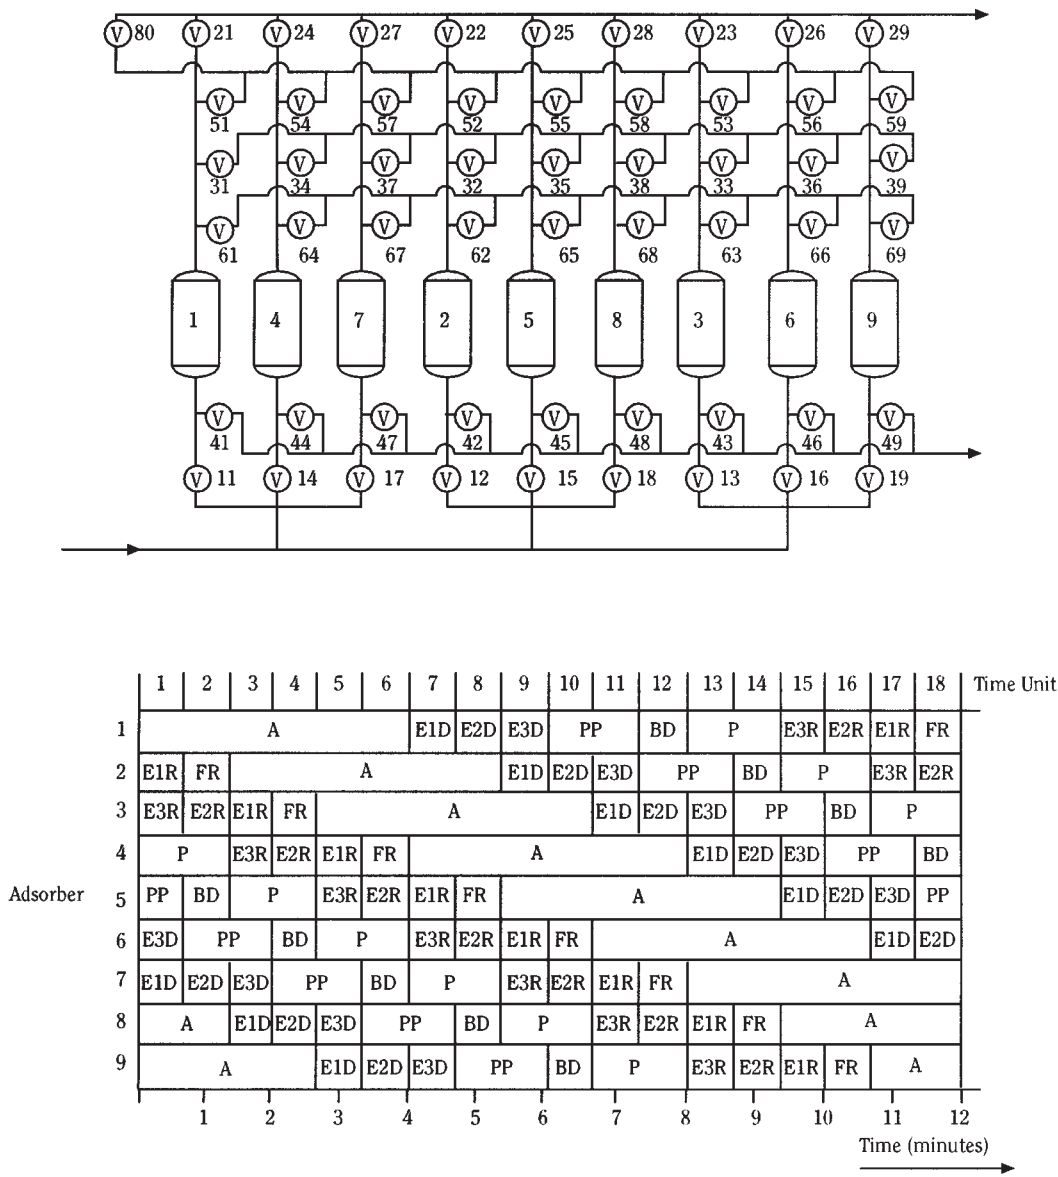 V 80 V 21 V 24 V 27 V 22 V 25 V 28 V 23 V 26 V 29
V V V V V V V V V
51 54 57 52 55 58 53 56 59
V V V V V V V V V
31 34 37 32 35 38 33 36 39
V V V V V V V V V
61 64 67 62 65 68 63 66 69
1 4 7 2 5 8 3 6 9
V V V V V V V V V
41 44 47 42 45 48 43 46 49
V 11 V 14 V 17 V 12 V 15 V 18 V 13 V 16 V 19
1 2 3 4 5 6 7 8 9 10 11 12 13 14 15 16 17 18 Time Unit
1 A E1D E2D E3D PP BD P E3R E2R E1R FR
2 E1R FR A E1D E2D E3D PP BD P E3R E2R
3 E3R E2R E1R FR A E1D E2D E3D PP BD P
4 P E3R E2R E1R FR A E1D E2D E3D PP BD
Adsorber 5 PP BD P E3R E2R E1R FR A E1D E2D E3D PP
6 E3D PP BD P E3R E2R E1R FR A E1D E2D
7 E1D E2D E3D PP BD P E3R E2R E1R FR A
8 A E1D E2D E3D PP BD P E3R E2R E1R FR A
9 A E1D E2D E3D PP BD P E3R E2R E1R FR A
1 2 3 4 5 6 7 8 9 10 11 12
Time (minutes)